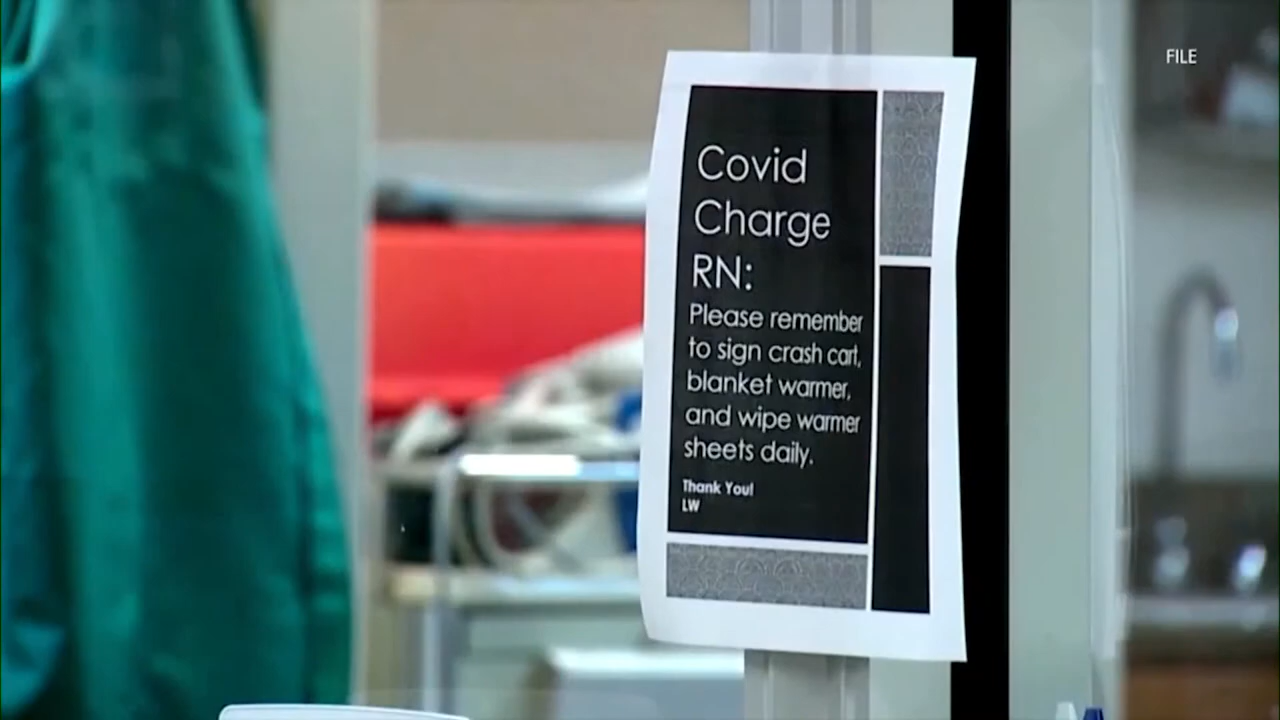 FILE
Covid
Charge
RN:
Please remember
to sign crash cart,
blanket warmer,
and wipe warmer
sheets daily.
Thank You!
LW